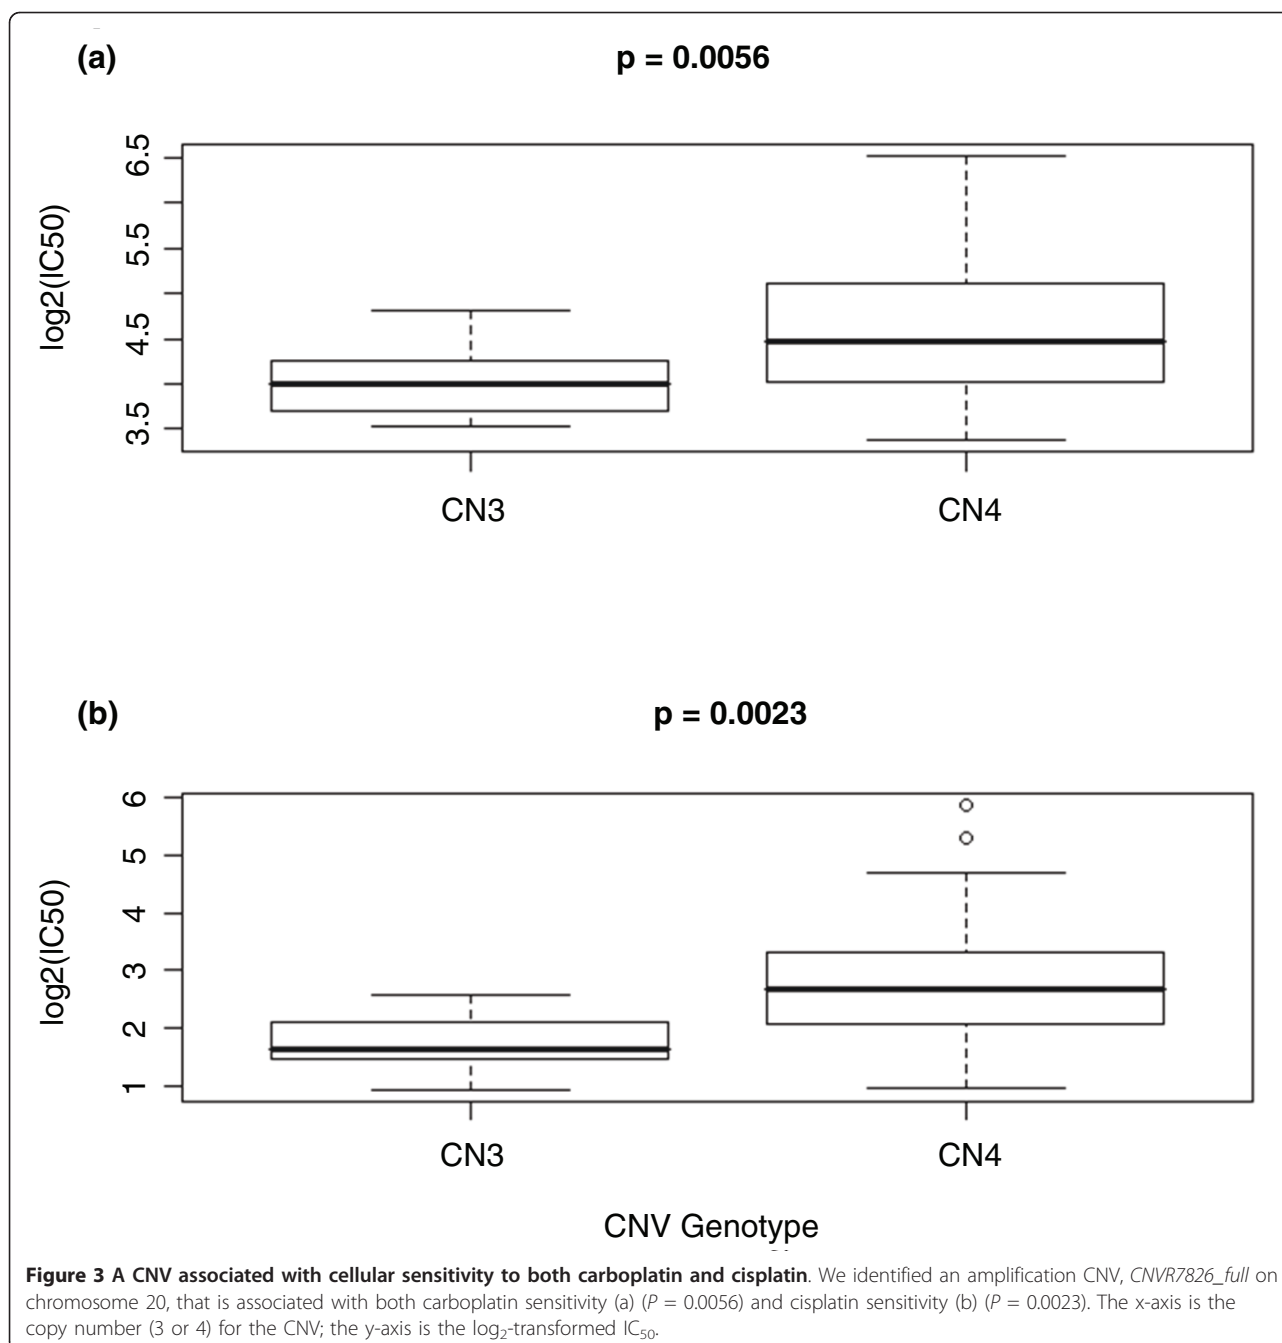 (a)
p = 0.0056
log2(IC50)
6.5
5.5
4.5
3.5
CN3
CN4
(b)
p = 0.0023
log2(IC50)
6
5
4
3
2
1
CN3
CN4
CNV Genotype
Figure 3 A CNV associated with cellular sensitivity to both carboplatin and cisplatin. We identified an amplification CNV, CNVR7826_full on
chromosome 20, that is associated with both carboplatin sensitivity (a) (P = 0.0056) and cisplatin sensitivity (b) (P = 0.0023). The x-axis is the
copy number (3 or 4) for the CNV; the y-axis is the log₂-transformed IC₅₀.